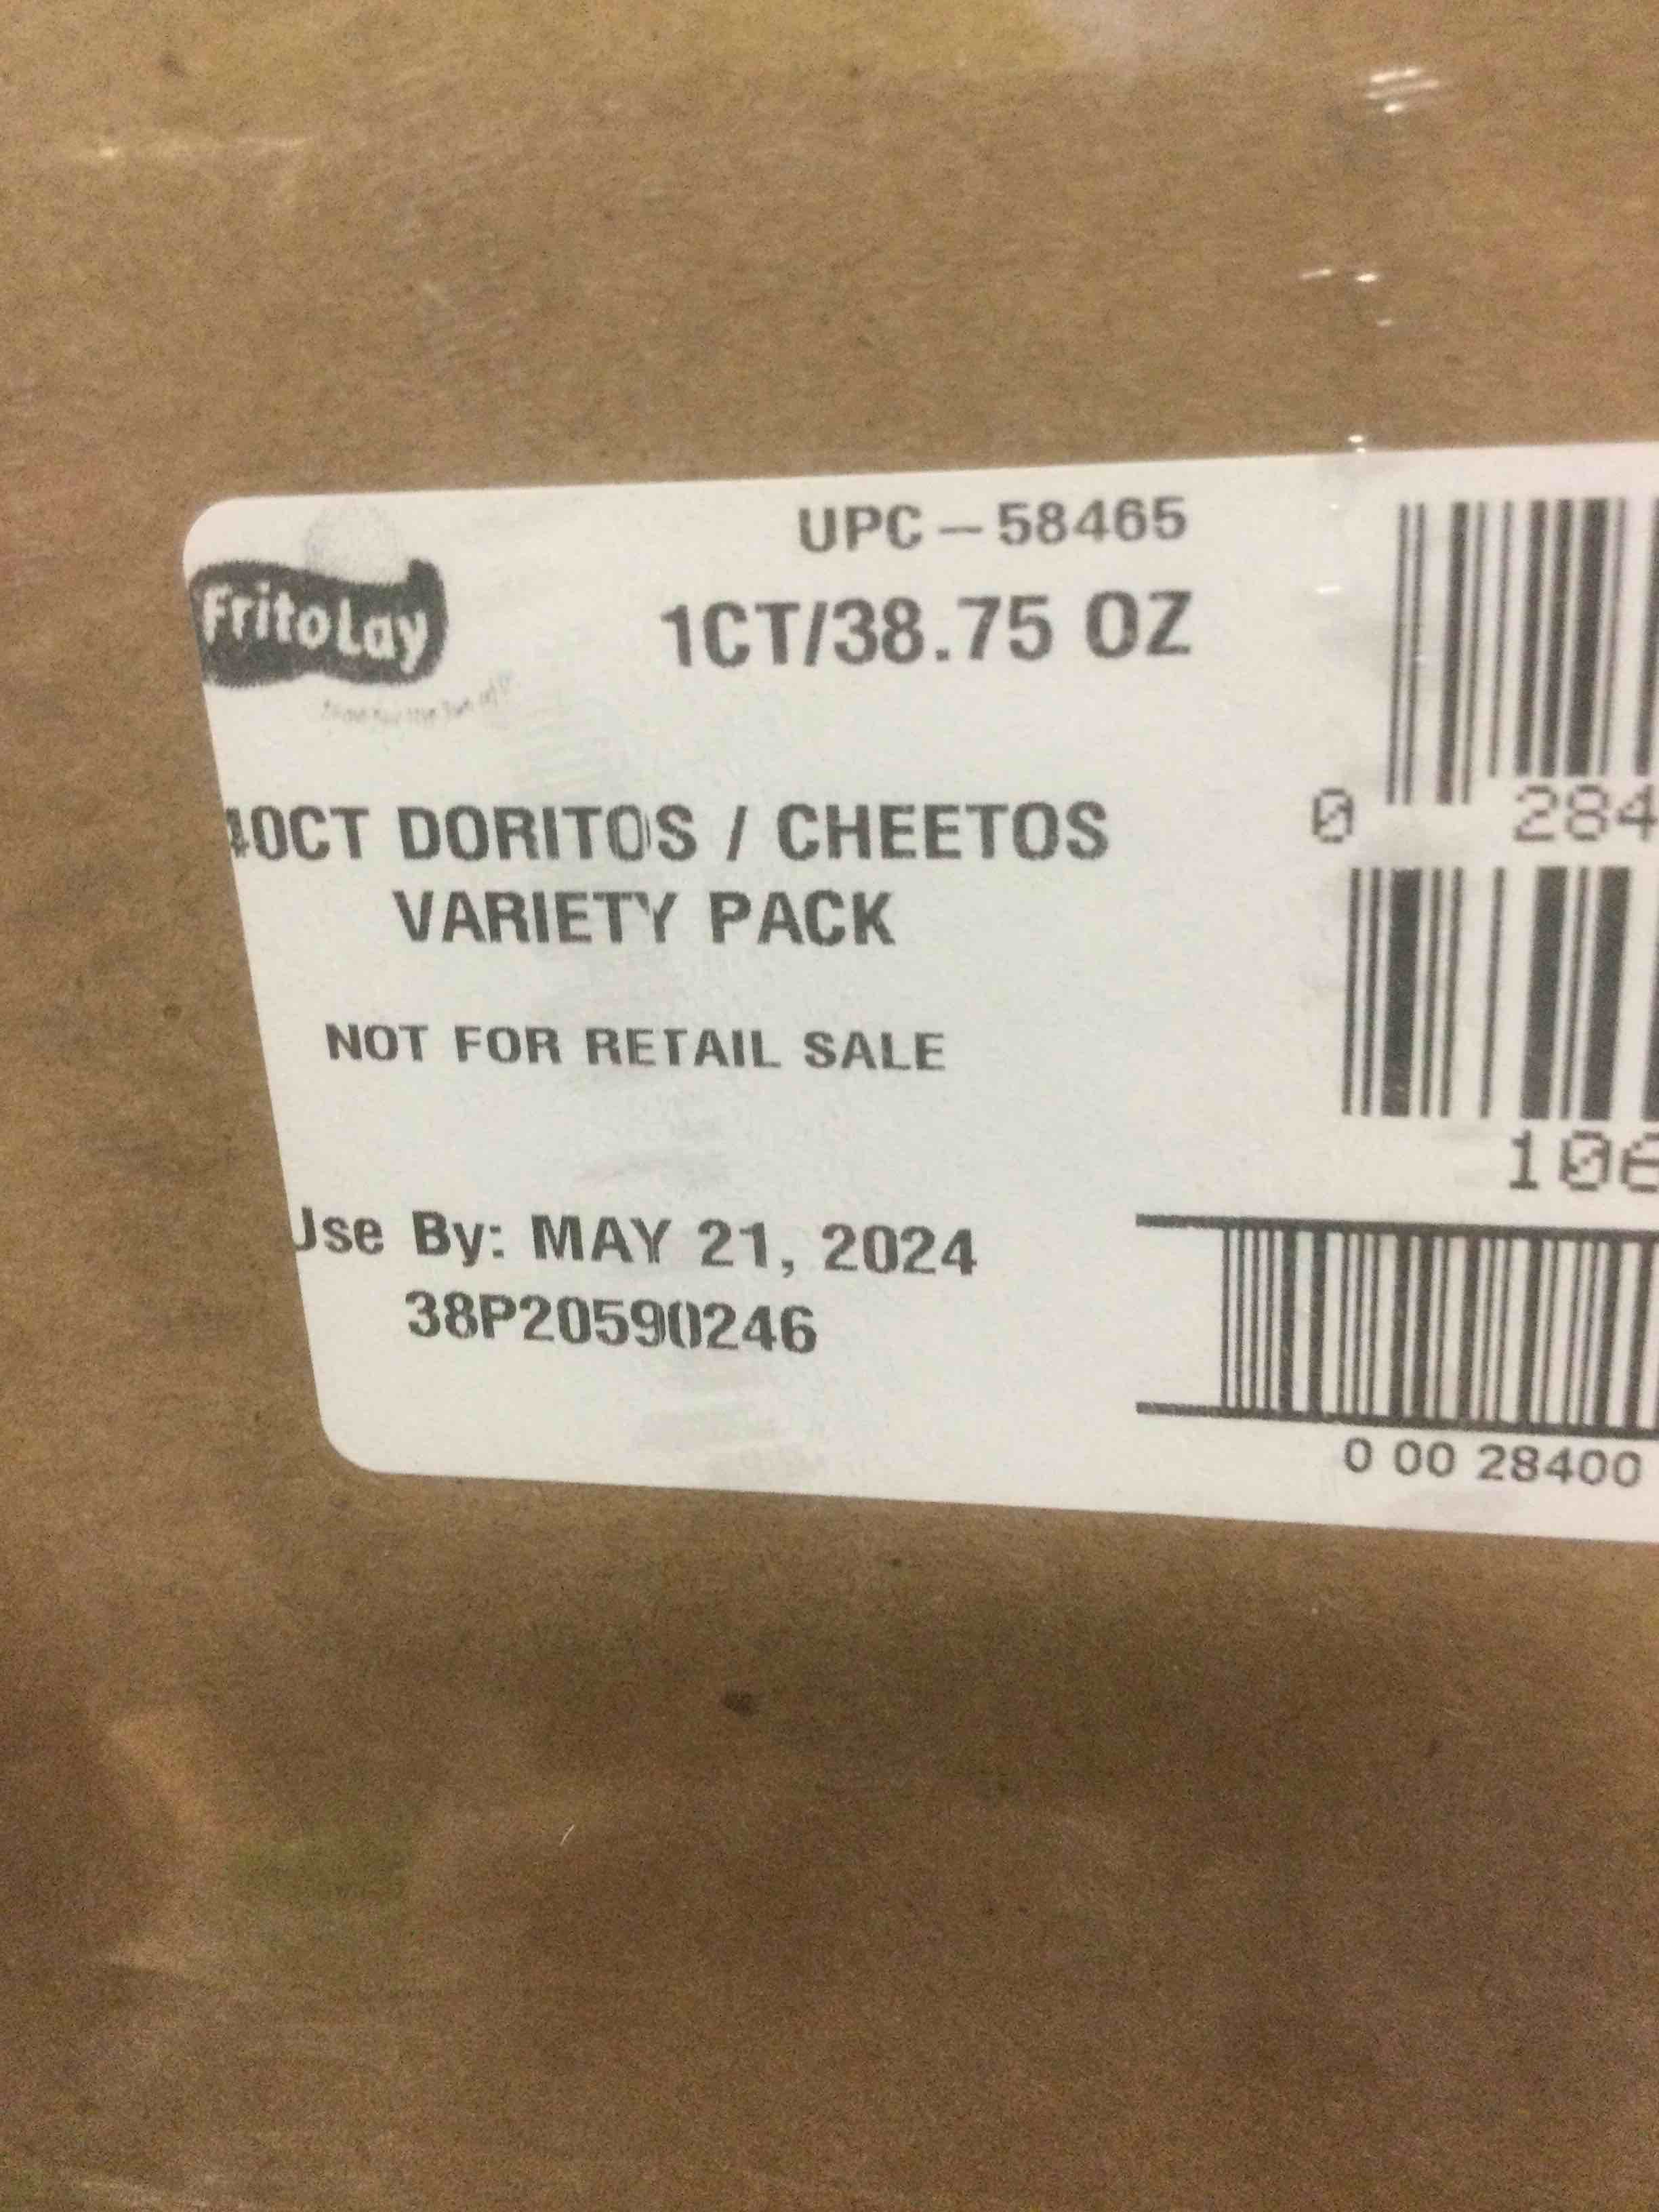 UPC – 58465
FritoLay
1CT/38.75 OZ
40CT DORITOS / CHEETOS
VARIETY PACK
NOT FOR RETAIL SALE
Use By: MAY 21, 2024
38P20590246
0 284
106
0 00 28400